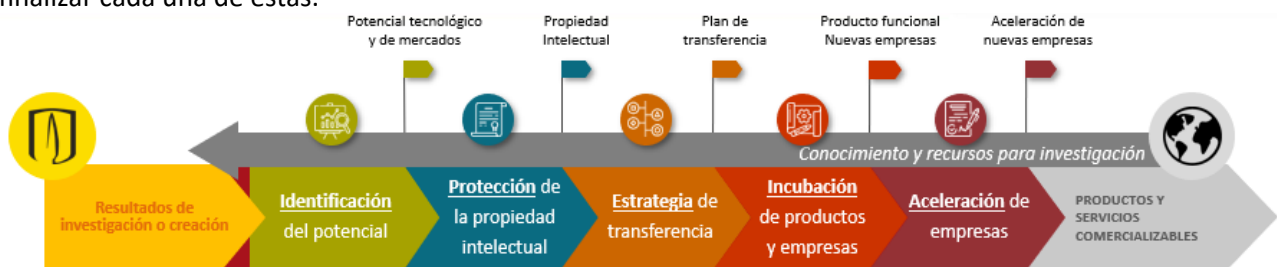 finalizar cada una de estas.
Potencial tecnológico
y de mercados
Propiedad
Intelectual
Plan de
transferencia
Producto funcional
Nuevas empresas
Aceleración de
nuevas empresas
Conocimiento y recursos para investigación
Resultados de
investigación o creación
Identificación
del potencial
Protección de
la propiedad
intelectual
Estrategia de
transferencia
Incubación
de productos
y empresas
Aceleración de
empresas
PRODUCTOS Y
SERVICIOS
COMERCIALIZABLES